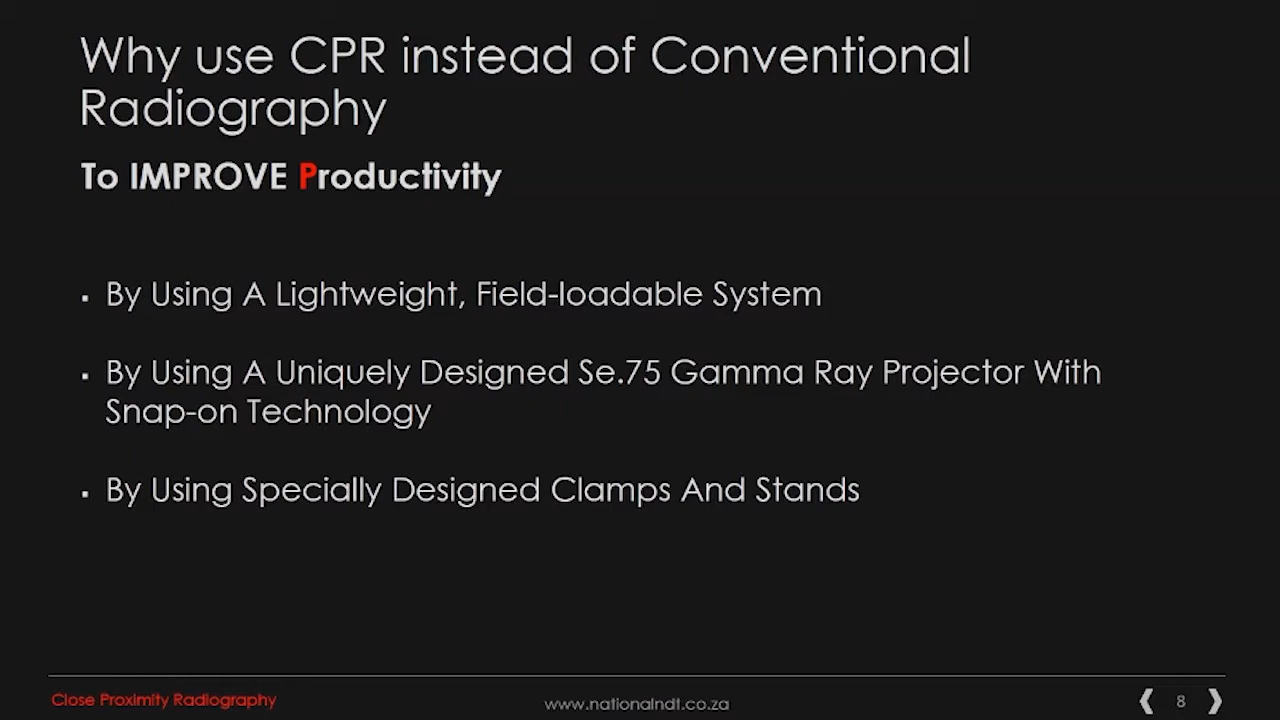 Why use CPR instead of Conventional
Radiography
To IMPROVE Productivity
▪ By Using A Lightweight, Field-loadable System
▪ By Using A Uniquely Designed Se.75 Gamma Ray Projector With
Snap-on Technology
▪ By Using Specially Designed Clamps And Stands
Close Proximity Radiography
www.nationalndt.co.za
❰ 8 ❱